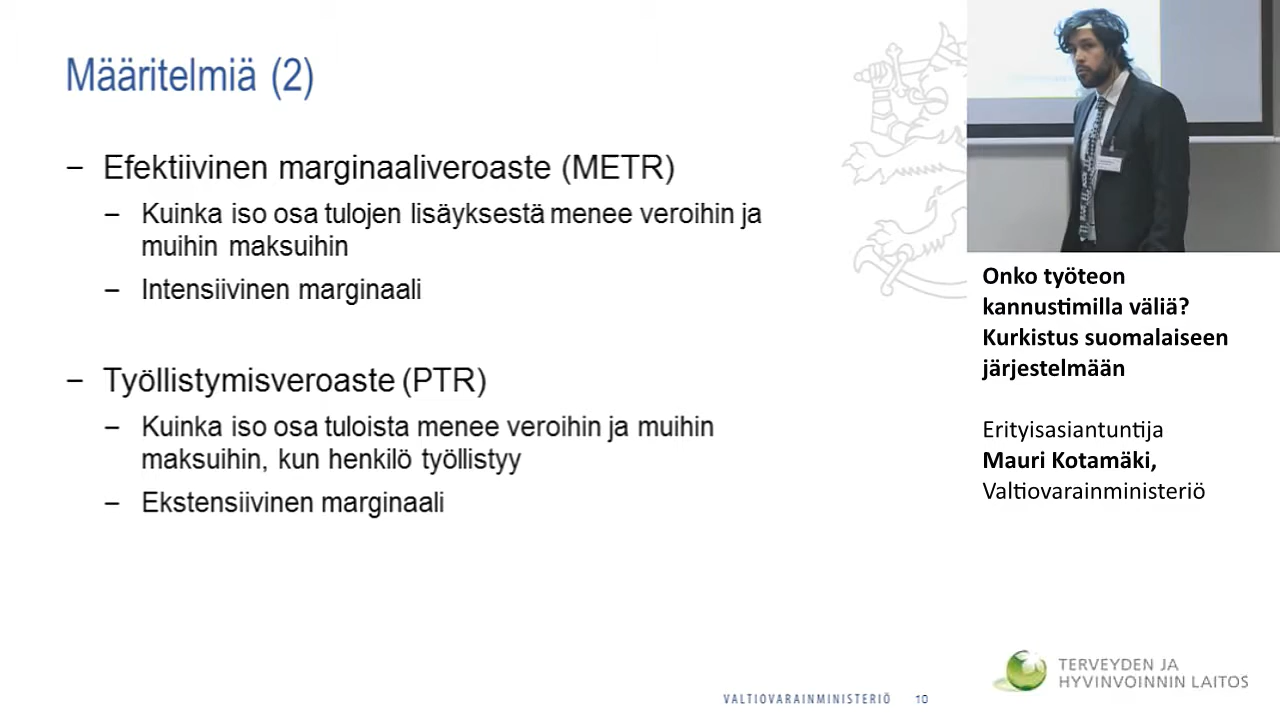 Määritelmiä (2)
– Efektiivinen marginaaliveroaste (METR)
– Kuinka iso osa tulojen lisäyksestä menee veroihin ja
muihin maksuihin
– Intensiivinen marginaali
– Työllistymisveroaste (PTR)
– Kuinka iso osa tuloista menee veroihin ja muihin
maksuihin, kun henkilö työllistyy
– Ekstensiivinen marginaali
VALTIOVARAINMINISTERIÖ 10
Onko työteon
kannustimilla väliä?
Kurkistus suomalaiseen
järjestelmään
Erityisasiantuntija
Mauri Kotamäki,
Valtiovarainministeriö
TERVEYDEN JA
HYVINVOINNIN LAITOS